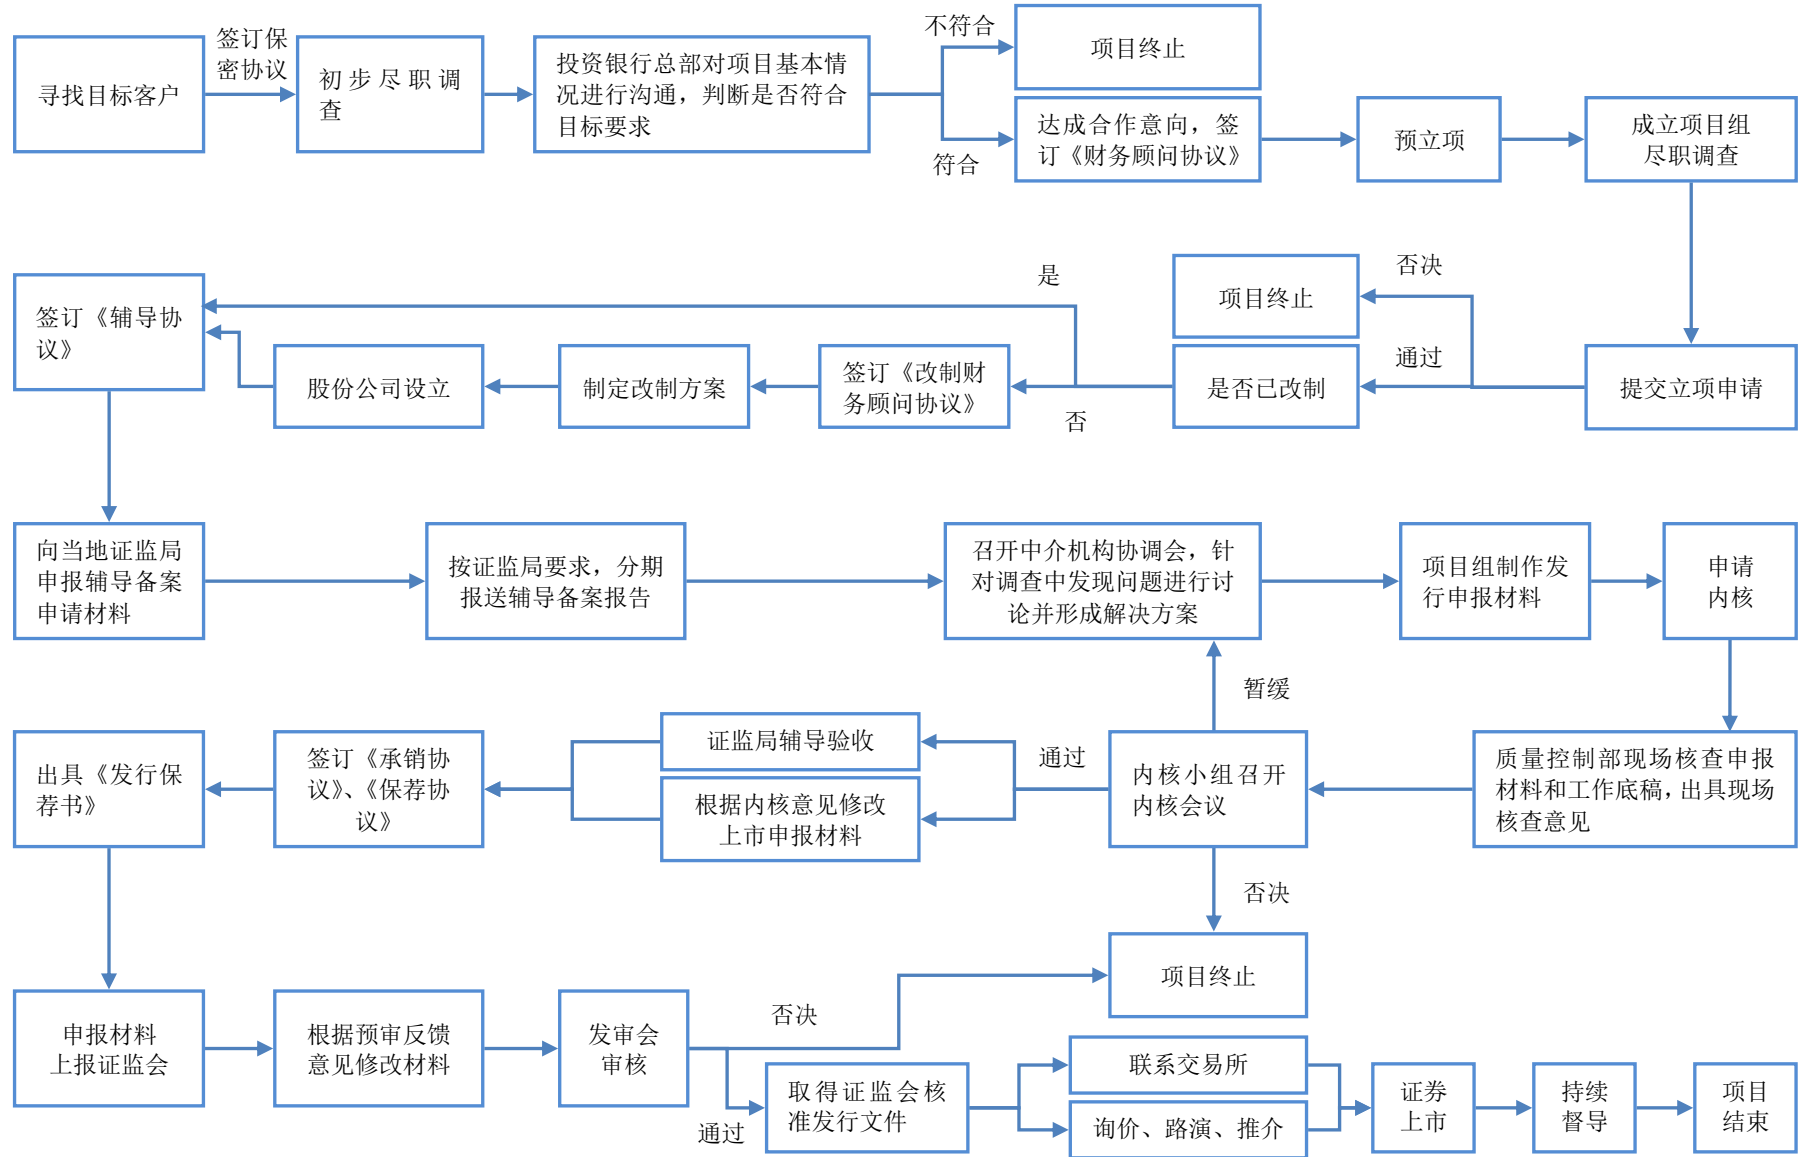 签订保
密协议
寻找目标客户
初步尽职调
查
投资银行总部对项目基本情
况进行沟通，判断是否符合
目标要求
不符合
项目终止
符合
达成合作意向，签
订《财务顾问协议》
预立项
成立项目组
尽职调查
签订《辅导协
议》
股份公司设立
制定改制方案
签订《改制财
务顾问协议》
是
否
项目终止
是否已改制
否决
通过
提交立项申请
向当地证监局
申报辅导备案
申请材料
按证监局要求，分期
报送辅导备案报告
召开中介机构协调会，针
对调查中发现问题进行讨
论并形成解决方案
项目组制作发
行申报材料
申请
内核
暂缓
出具《发行保
荐书》
签订《承销协
议》、《保荐协
议》
证监局辅导验收
根据内核意见修改
上市申报材料
通过
内核小组召开
内核会议
质量控制部现场核查申报
材料和工作底稿，出具现场
核查意见
否决
项目终止
申报材料
上报证监会
根据预审反馈
意见修改材料
发审会
审核
否决
通过
取得证监会核
准发行文件
联系交易所
询价、路演、推介
证券
上市
持续
督导
项目
结束